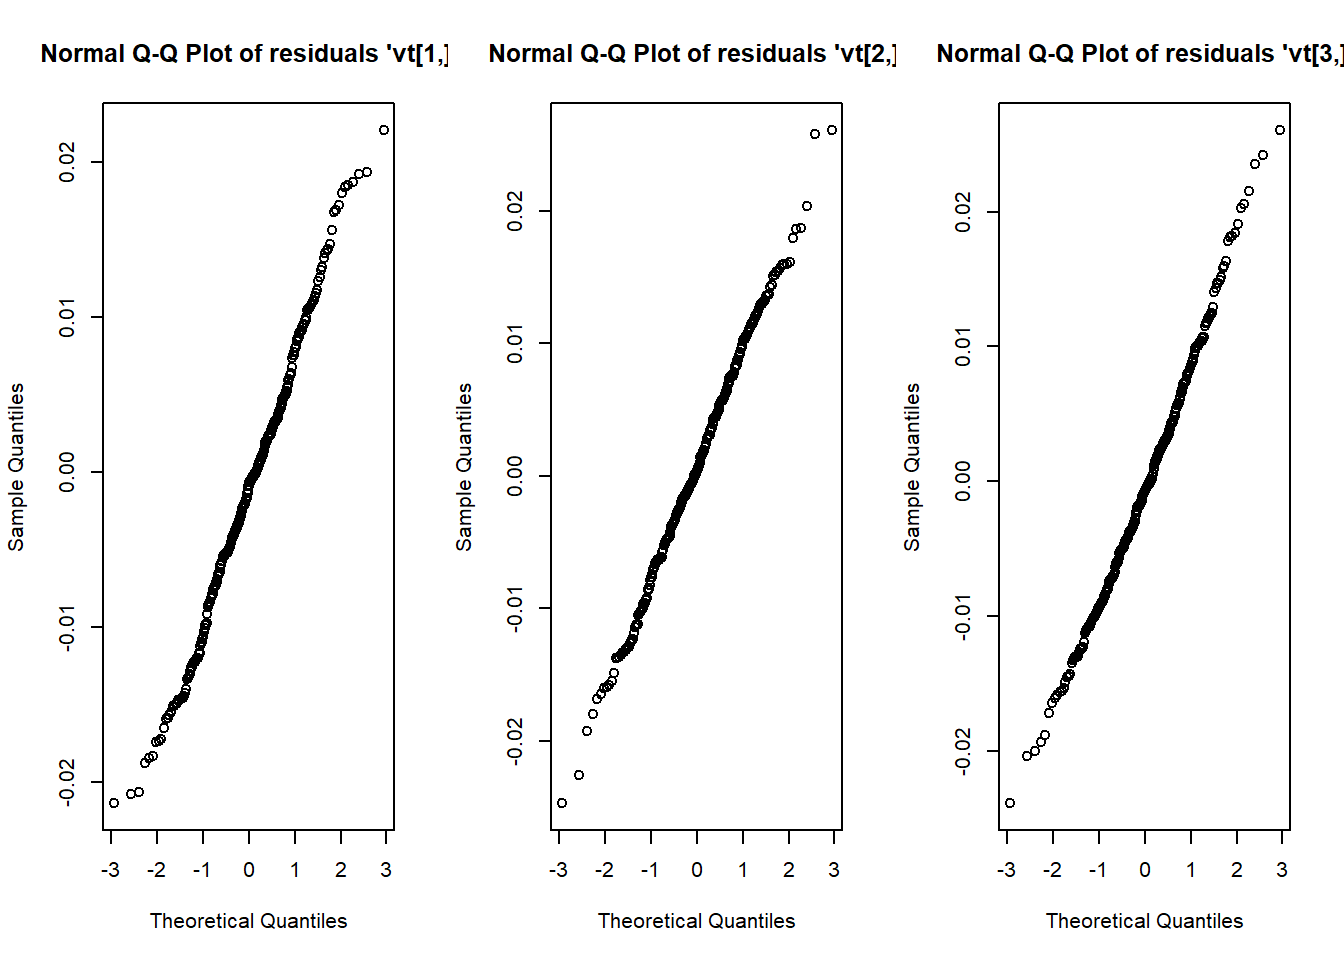 Normal Q-Q Plot of residuals 'vt[1,]
0.02
0.01
0.00
-0.01
-0.02
Sample Quantiles
-3 -2 -1 0 1 2 3
Theoretical Quantiles
Normal Q-Q Plot of residuals 'vt[2,]
0.02
0.01
0.00
-0.01
-0.02
Sample Quantiles
-3 -2 -1 0 1 2 3
Theoretical Quantiles
Normal Q-Q Plot of residuals 'vt[3,]
0.02
0.01
0.00
-0.01
-0.02
Sample Quantiles
-3 -2 -1 0 1 2 3
Theoretical Quantiles